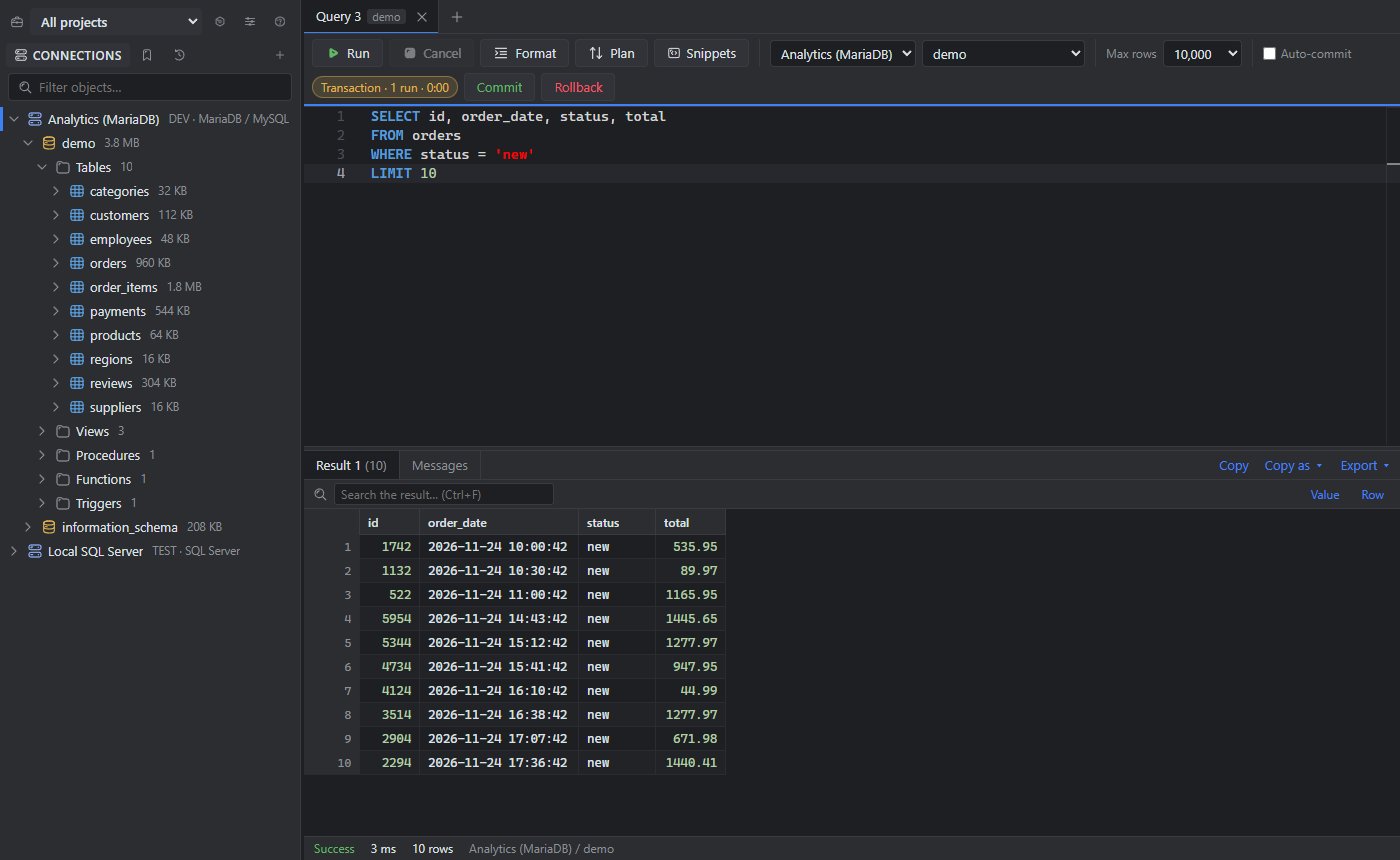 All projects
Query 3 demo
CONNECTIONS
Run Cancel Format Plan Snippets Analytics (MariaDB) demo Max rows 10,000 Auto-commit
Filter objects...
Transaction · 1 run · 0:00 Commit Rollback
Analytics (MariaDB) DEV · MariaDB / MySQL
demo 3.8 MB
Tables 10
categories 32 KB
customers 112 KB
employees 48 KB
orders 960 KB
order_items 1.8 MB
payments 544 KB
products 64 KB
regions 16 KB
reviews 304 KB
suppliers 16 KB
Views 3
Procedures 1
Functions 1
Triggers 1
information_schema 208 KB
Local SQL Server TEST · SQL Server
1 SELECT id, order_date, status, total
2 FROM orders
3 WHERE status = 'new'
4 LIMIT 10
Result 1 (10) Messages Copy Copy as Export
Search the result... (Ctrl+F) Value Row
id order_date status total
1 1742 2026-11-24 10:00:42 new 535.95
2 1132 2026-11-24 10:30:42 new 89.97
3 522 2026-11-24 11:00:42 new 1165.95
4 5954 2026-11-24 14:43:42 new 1445.65
5 5344 2026-11-24 15:12:42 new 1277.97
6 4734 2026-11-24 15:41:42 new 947.95
7 4124 2026-11-24 16:10:42 new 44.99
8 3514 2026-11-24 16:38:42 new 1277.97
9 2904 2026-11-24 17:07:42 new 671.98
10 2294 2026-11-24 17:36:42 new 1440.41
Success 3 ms 10 rows Analytics (MariaDB) / demo